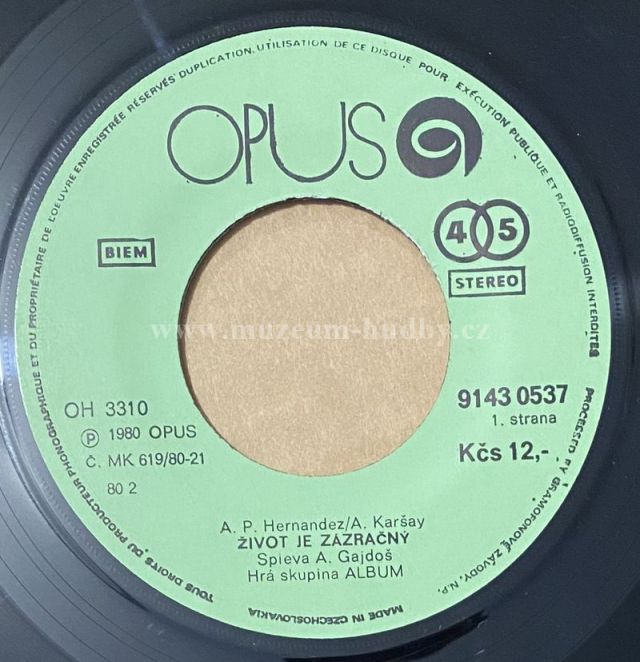 TOUS DROITS DU PRODUCTEUR PHONOGRAPHIQUE ET DU PROPRIÉTAIRE DE L'OEUVRE ENREGISTRÉE RÉSERVÉS DUPLICATION. UTILISATION DE CE DISQUE POUR EXÉCUTION PUBLIQUE ET RADIODIFFUSION INTERDITES
OPUS
BIEM
45
STEREO
www.muzeum-hudby.cz
OH 3310
Ⓟ 1980 OPUS
Č. MK 619/80-21
80 2
9143 0537
1. strana
Kčs 12,-
A. P. Hernandez/A. Karšay
ŽIVOT JE ZÁZRAČNÝ
Spieva A. Gajdoš
Hrá skupina ALBUM
MADE IN CZECHOSLOVAKIA
PROCESSED BY GRAMOFONOVÉ ZÁVODY, N.P.